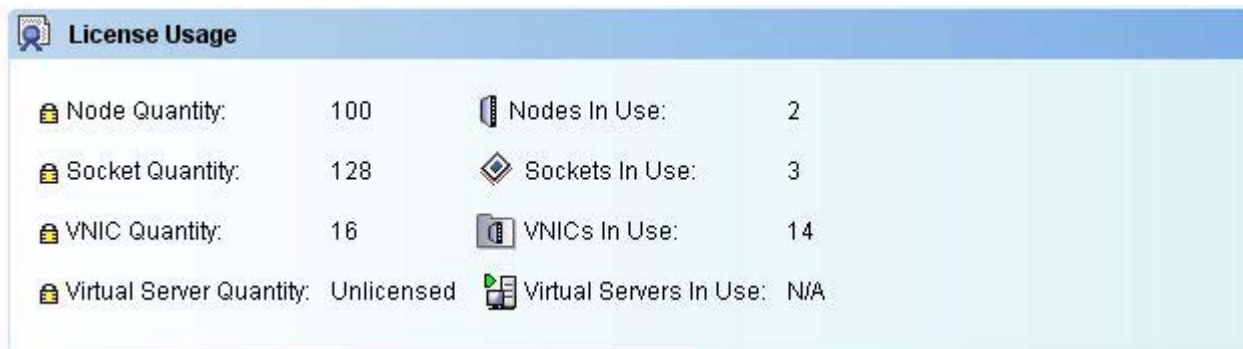 License Usage
Node Quantity: 100 Nodes In Use: 2
Socket Quantity: 128 Sockets In Use: 3
VNIC Quantity: 16 VNICs In Use: 14
Virtual Server Quantity: Unlicensed Virtual Servers In Use: N/A